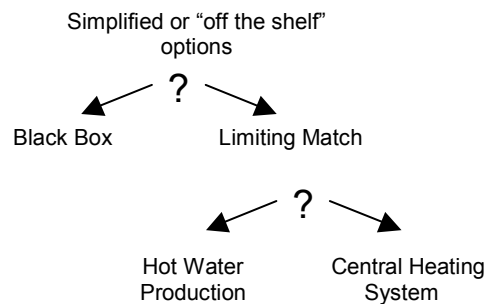 Simplified or “off the shelf”
options
?
Black Box
Limiting Match
?
Hot Water
Production
Central Heating
System